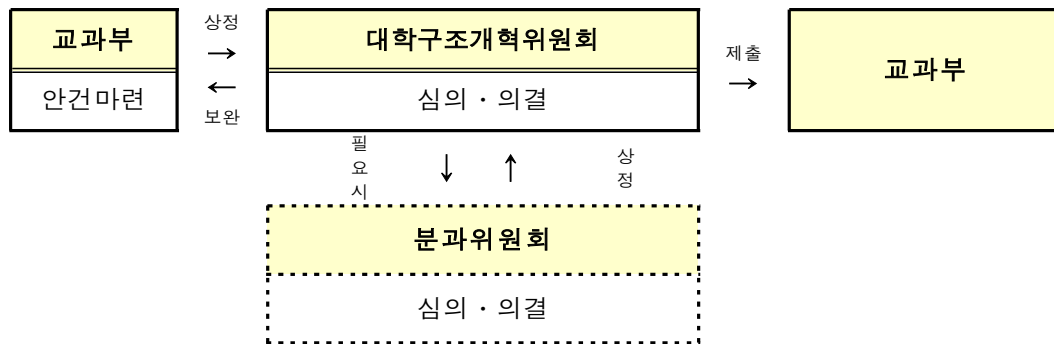 교과부
상정
대학구조개혁위원회
제출
교과부
안건마련
보완
심의 · 의결
필
요
시
상
정
분과위원회
심의 · 의결